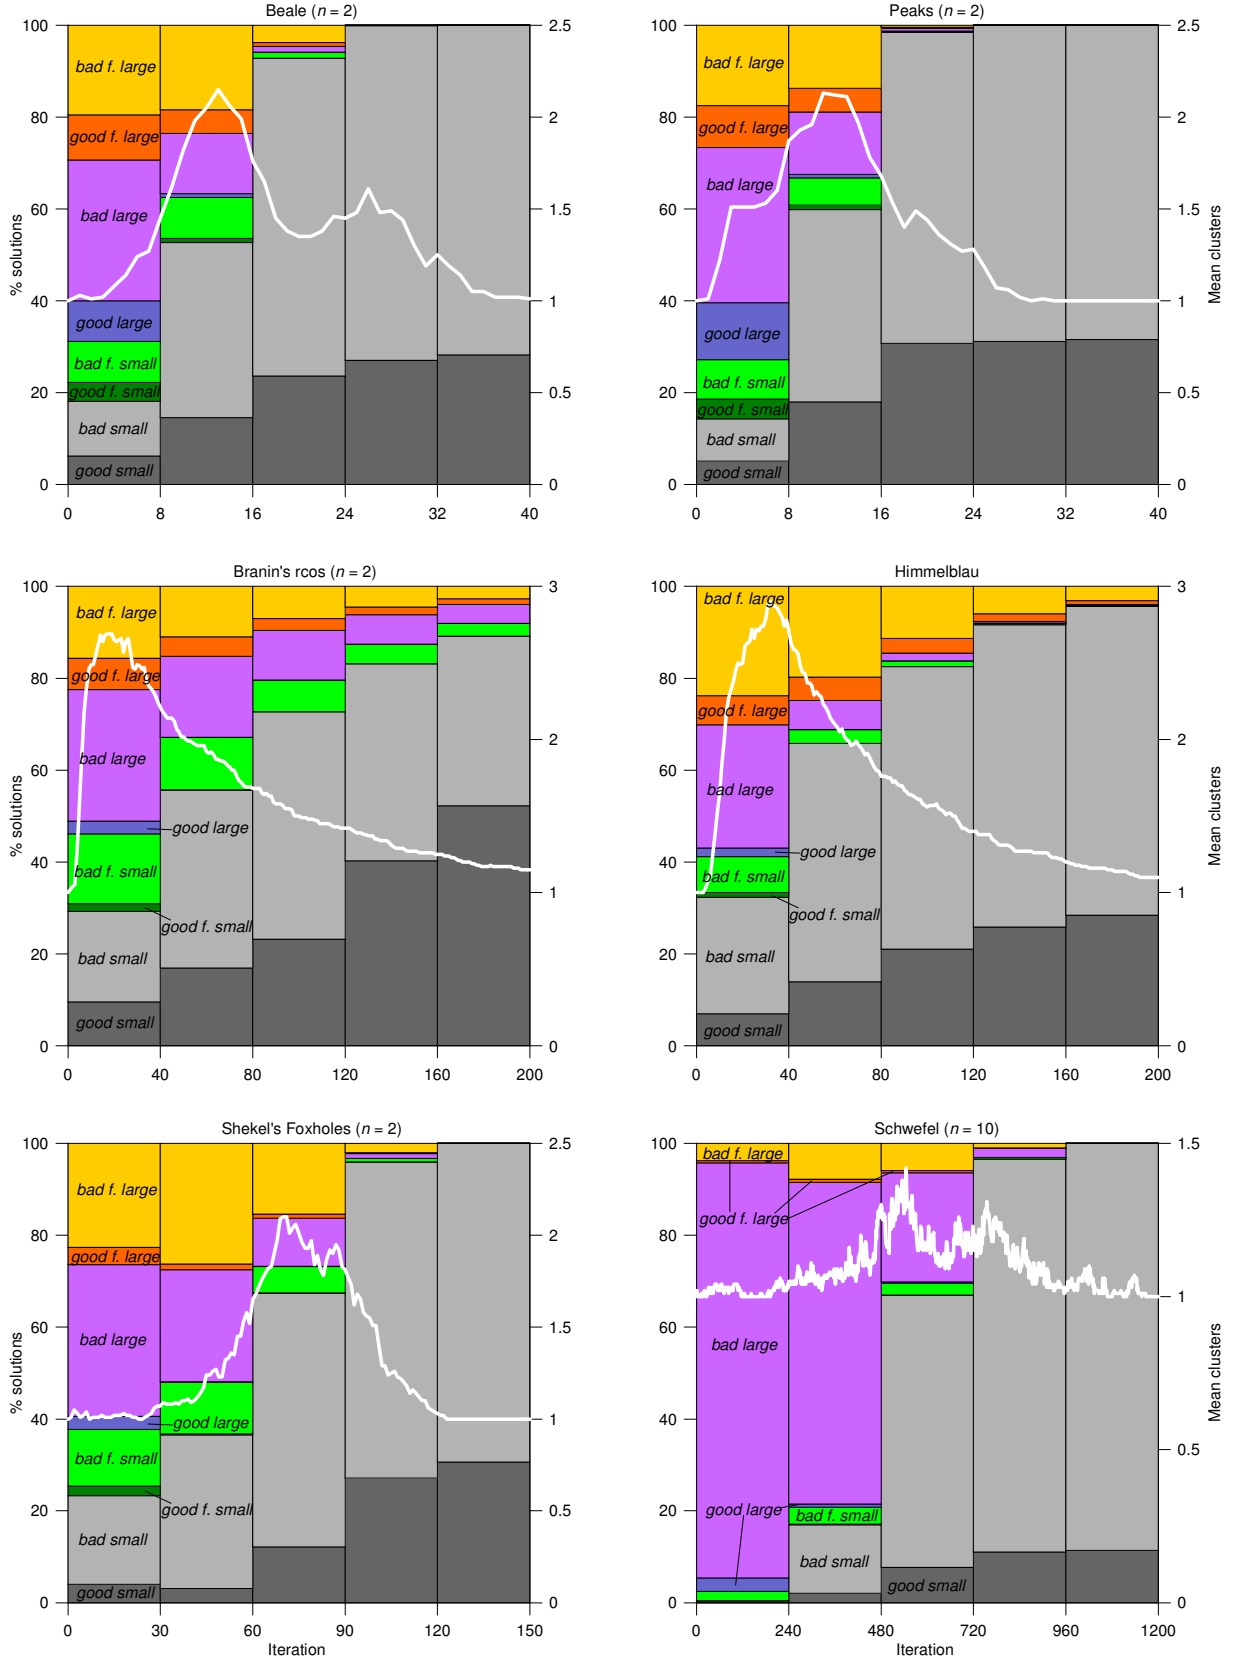 Beale (n = 2)
100
80
60
40
20
0
% solutions
2.5
2
1.5
1
0.5
0
bad f. large
good f. large
bad large
good large
bad f. small
good f. small
bad small
good small
0 8 16 24 32 40
Peaks (n = 2)
100
80
60
40
20
0
2.5
2
1.5
1
0.5
0
Mean clusters
bad f. large
good f. large
bad large
good large
bad f. small
good f. small
bad small
good small
0 8 16 24 32 40
Branin's rcos (n = 2)
100
80
60
40
20
0
% solutions
3
2
1
0
bad f. large
good f. large
bad large
good large
bad f. small
good f. small
bad small
good small
0 40 80 120 160 200
Himmelblau
100
80
60
40
20
0
3
2
1
0
Mean clusters
bad f. large
good f. large
bad large
good large
bad f. small
good f. small
bad small
good small
0 40 80 120 160 200
Shekel's Foxholes (n = 2)
100
80
60
40
20
0
% solutions
2.5
2
1.5
1
0.5
0
bad f. large
good f. large
bad large
good large
bad f. small
good f. small
bad small
good small
0 30 60 90 120 150
Iteration
Schwefel (n = 10)
100
80
60
40
20
0
1.5
1
0.5
0
Mean clusters
bad f. large
good f. large
bad large
good large
bad f. small
bad small
good small
0 240 480 720 960 1200
Iteration